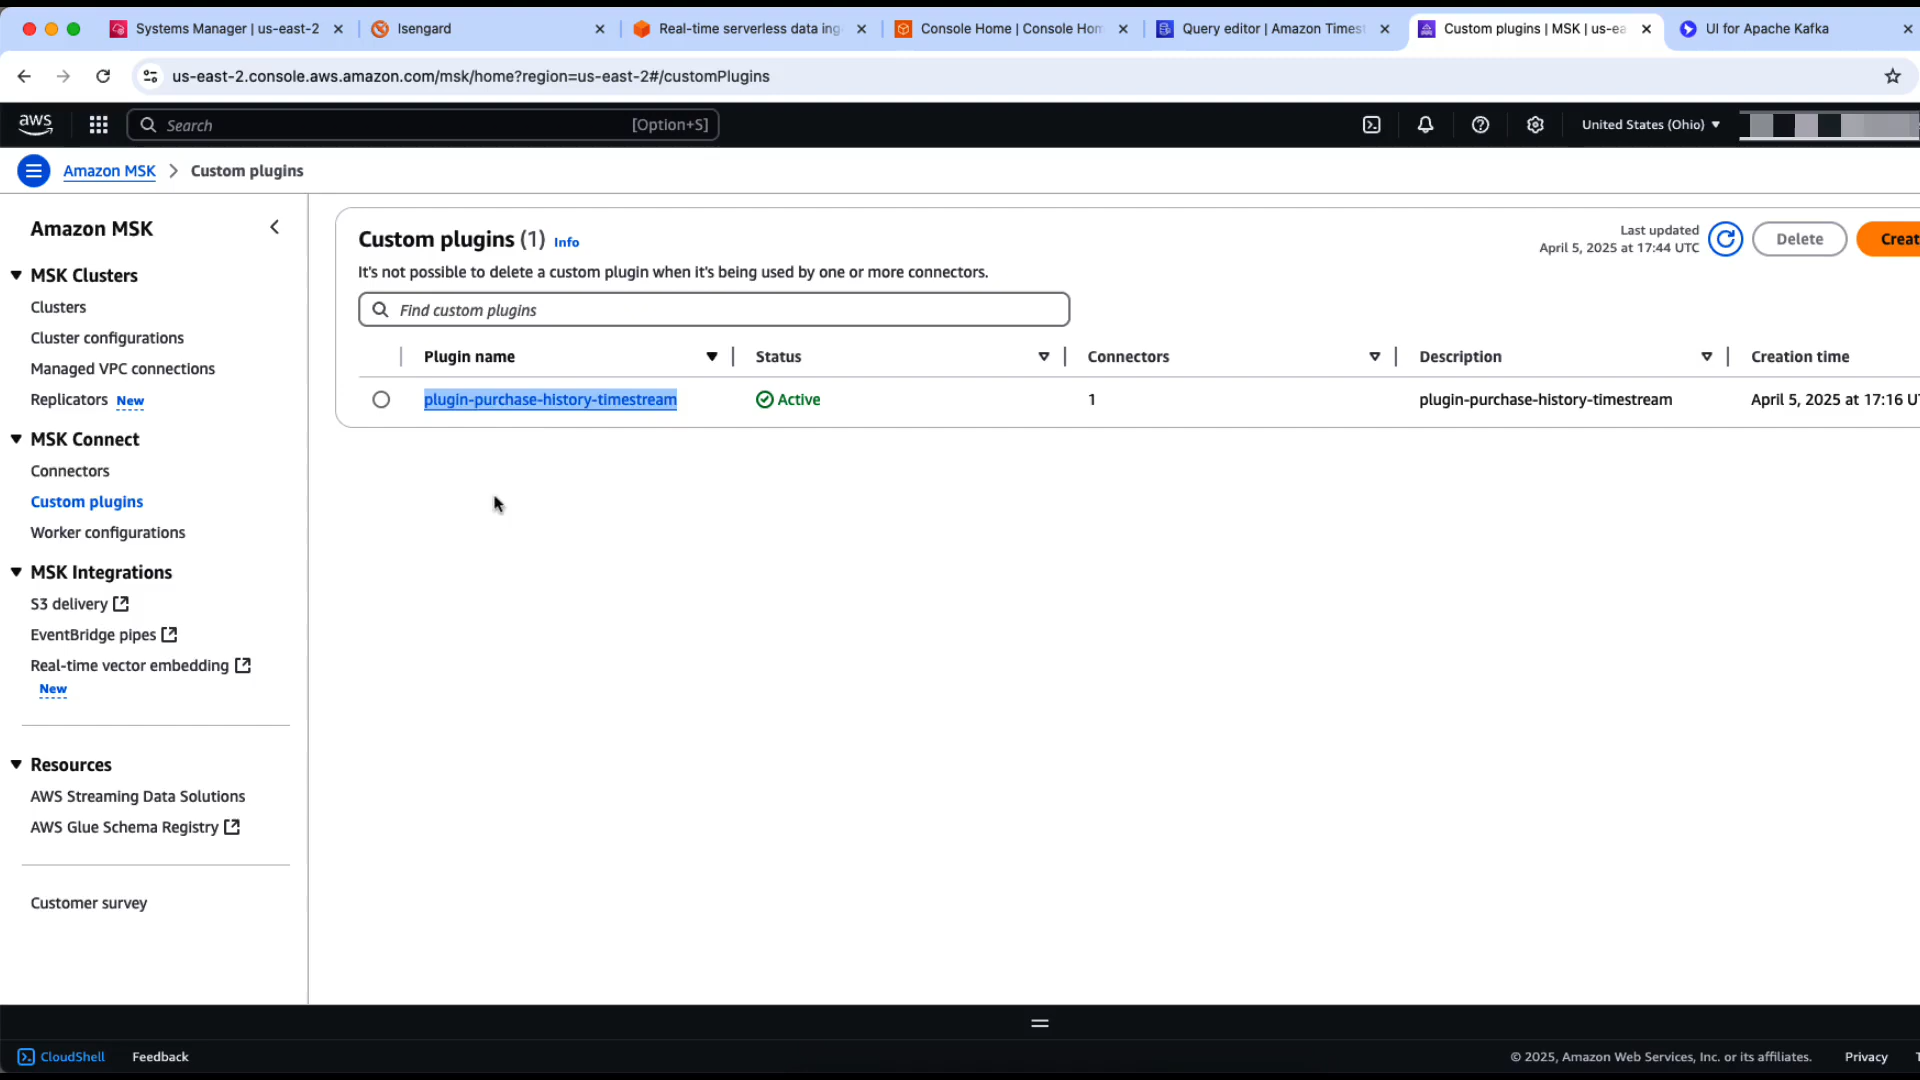 Systems Manager | us-east-2
Isengard
Real-time serverless data ing
Console Home | Console Hom
Query editor | Amazon Timest
Custom plugins | MSK | us-ea
UI for Apache Kafka
us-east-2.console.aws.amazon.com/msk/home?region=us-east-2#/customPlugins
aws
Search
[Option+S]
United States (Ohio)
Amazon MSK
Custom plugins
Amazon MSK
MSK Clusters
Clusters
Cluster configurations
Managed VPC connections
Replicators New
MSK Connect
Connectors
Custom plugins
Worker configurations
MSK Integrations
S3 delivery
EventBridge pipes
Real-time vector embedding
New
Resources
AWS Streaming Data Solutions
AWS Glue Schema Registry
Customer survey
Custom plugins (1) Info
It's not possible to delete a custom plugin when it's being used by one or more connectors.
Last updated
April 5, 2025 at 17:44 UTC
Delete
Creat
Find custom plugins
Plugin name
Status
Connectors
Description
Creation time
plugin-purchase-history-timestream
Active
1
plugin-purchase-history-timestream
April 5, 2025 at 17:16 UT
CloudShell
Feedback
© 2025, Amazon Web Services, Inc. or its affiliates.
Privacy
T